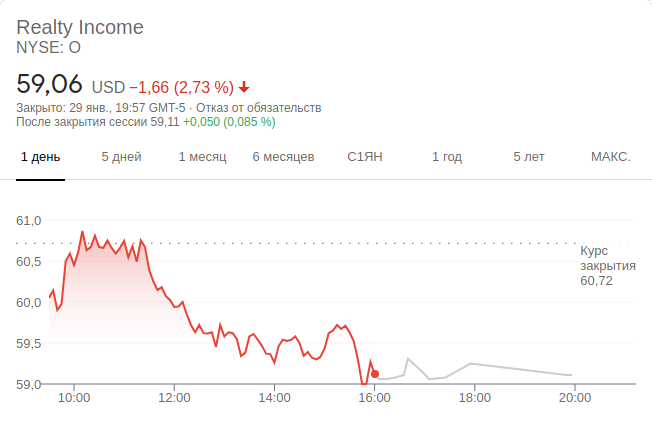 Realty Income
NYSE: O
59,06 USD −1,66 (2,73 %)
Закрыто: 29 янв., 19:57 GMT-5 · Отказ от обязательств
После закрытия сессии 59,11 +0,050 (0,085 %)
1 день 5 дней 1 месяц 6 месяцев С1ЯН 1 год 5 лет МАКС.
61,0
Курс
60,5
закрытия
60,72
60,0
59,5
59,0
10:00 12:00 14:00 16:00 18:00 20:00